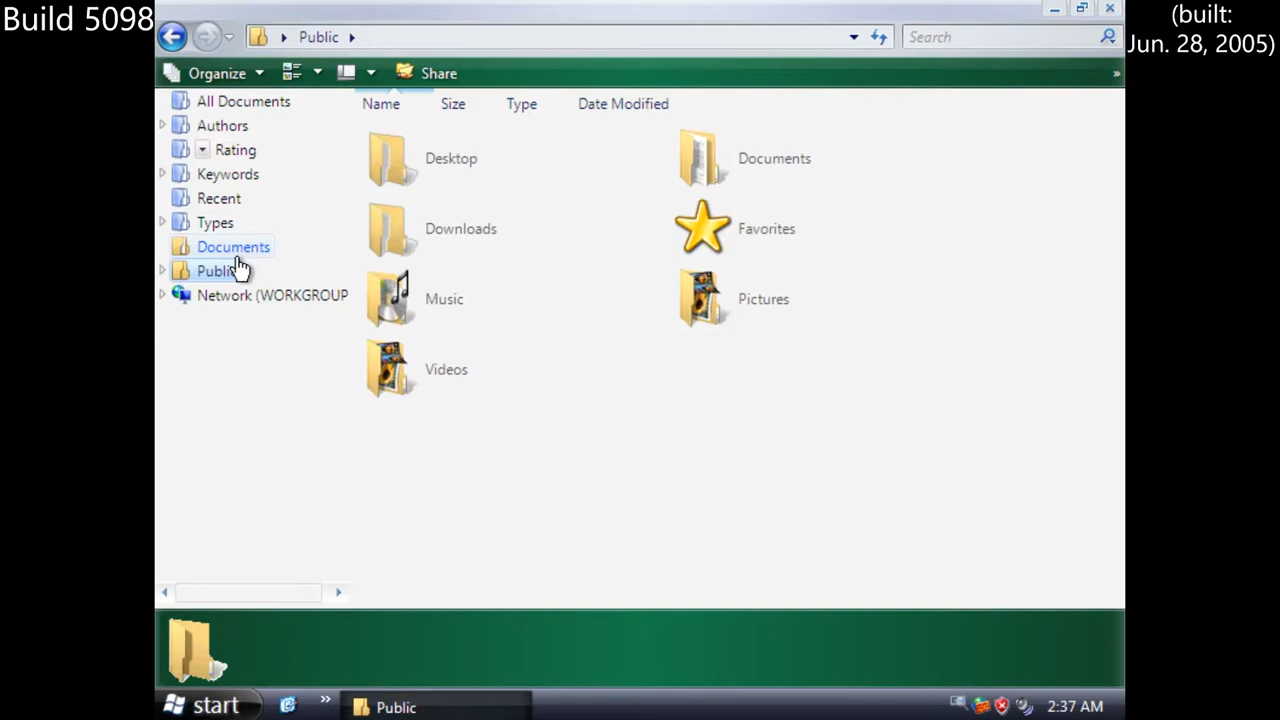 Build 5098
(built:
Jun. 28, 2005)
Public
Search
Organize
Share
»
All Documents
Authors
Rating
Keywords
Recent
Types
Documents
Public
Network (WORKGROUP
Name Size Type Date Modified
Desktop Documents
Downloads Favorites
Music Pictures
Videos
start » Public 2:37 AM